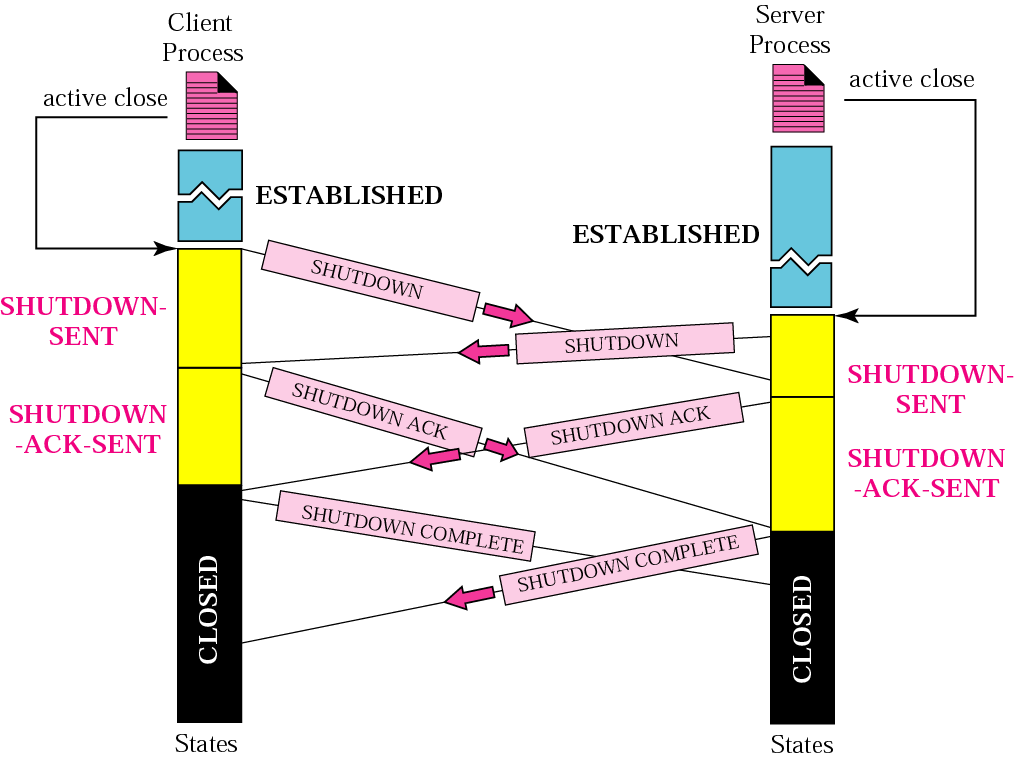 Client
Process
Server
Process
active close
active close
ESTABLISHED
ESTABLISHED
SHUTDOWN
SHUTDOWN-
SENT
SHUTDOWN
SHUTDOWN-
SENT
SHUTDOWN ACK
SHUTDOWN ACK
SHUTDOWN
-ACK-SENT
SHUTDOWN
-ACK-SENT
SHUTDOWN COMPLETE
SHUTDOWN COMPLETE
CLOSED
CLOSED
States
States